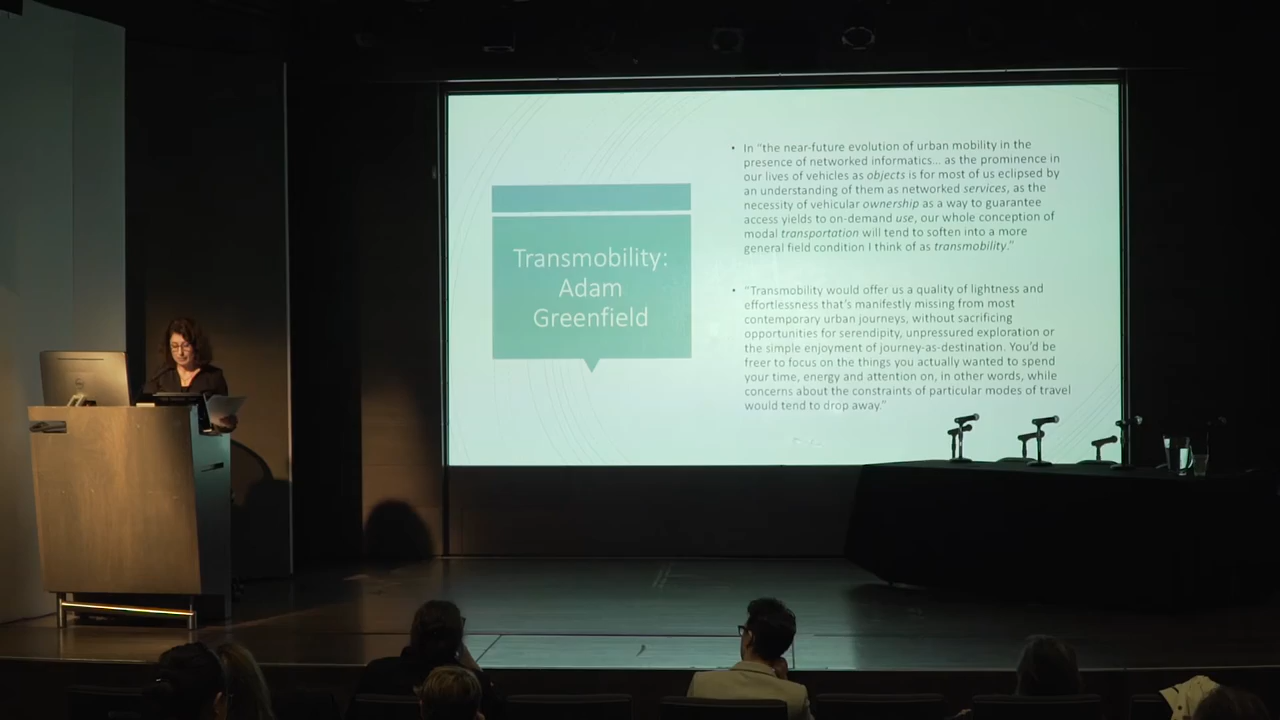 Transmobility:
Adam
Greenfield
• In “the near-future evolution of urban mobility in the
presence of networked informatics... as the prominence in
our lives of vehicles as objects is for most of us eclipsed by
an understanding of them as networked services, as the
necessity of vehicular ownership as a way to guarantee
access yields to on-demand use, our whole conception of
modal transportation will tend to soften into a more
general field condition I think of as transmobility.”
• “Transmobility would offer us a quality of lightness and
effortlessness that’s manifestly missing from most
contemporary urban journeys, without sacrificing
opportunities for serendipity, unpressured exploration or
the simple enjoyment of journey-as-destination. You’d be
freer to focus on the things you actually wanted to spend
your time, energy and attention on, in other words, while
concerns about the constraints of particular modes of travel
would tend to drop away.”